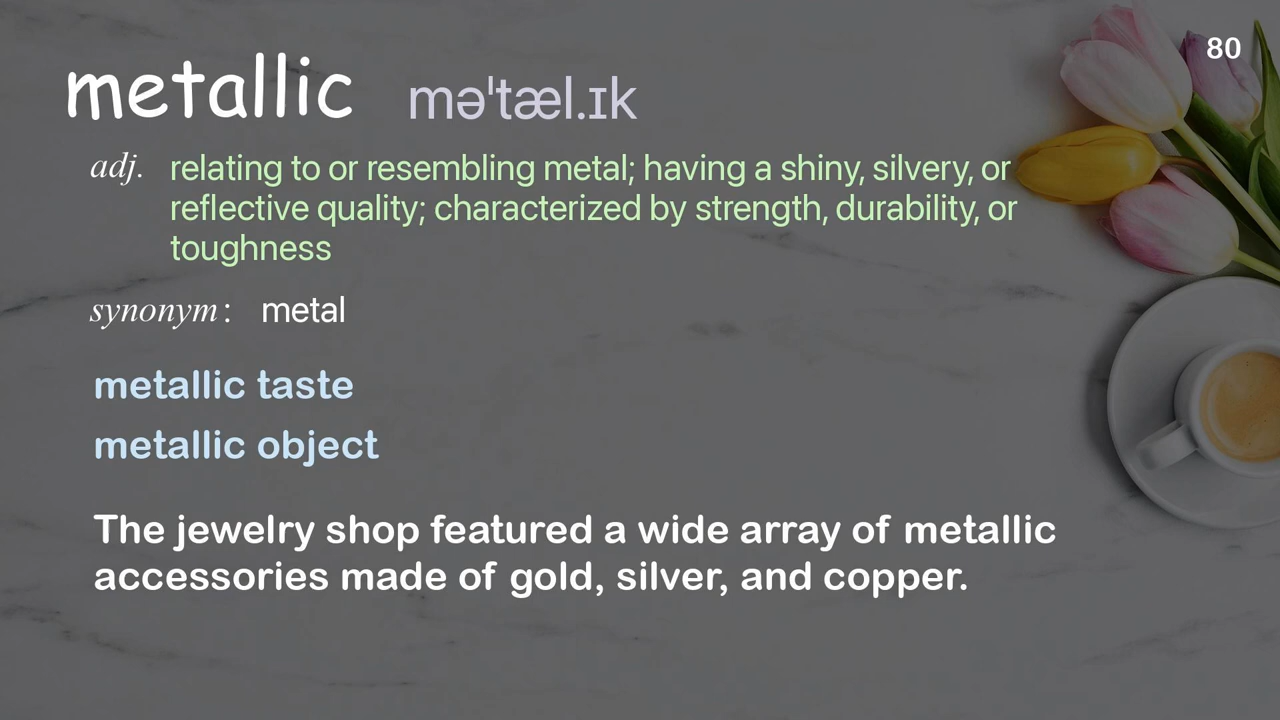 80
metallic mə'tæl.ɪk
adj. relating to or resembling metal; having a shiny, silvery, or
reflective quality; characterized by strength, durability, or
toughness
synonym: metal
metallic taste
metallic object
The jewelry shop featured a wide array of metallic
accessories made of gold, silver, and copper.